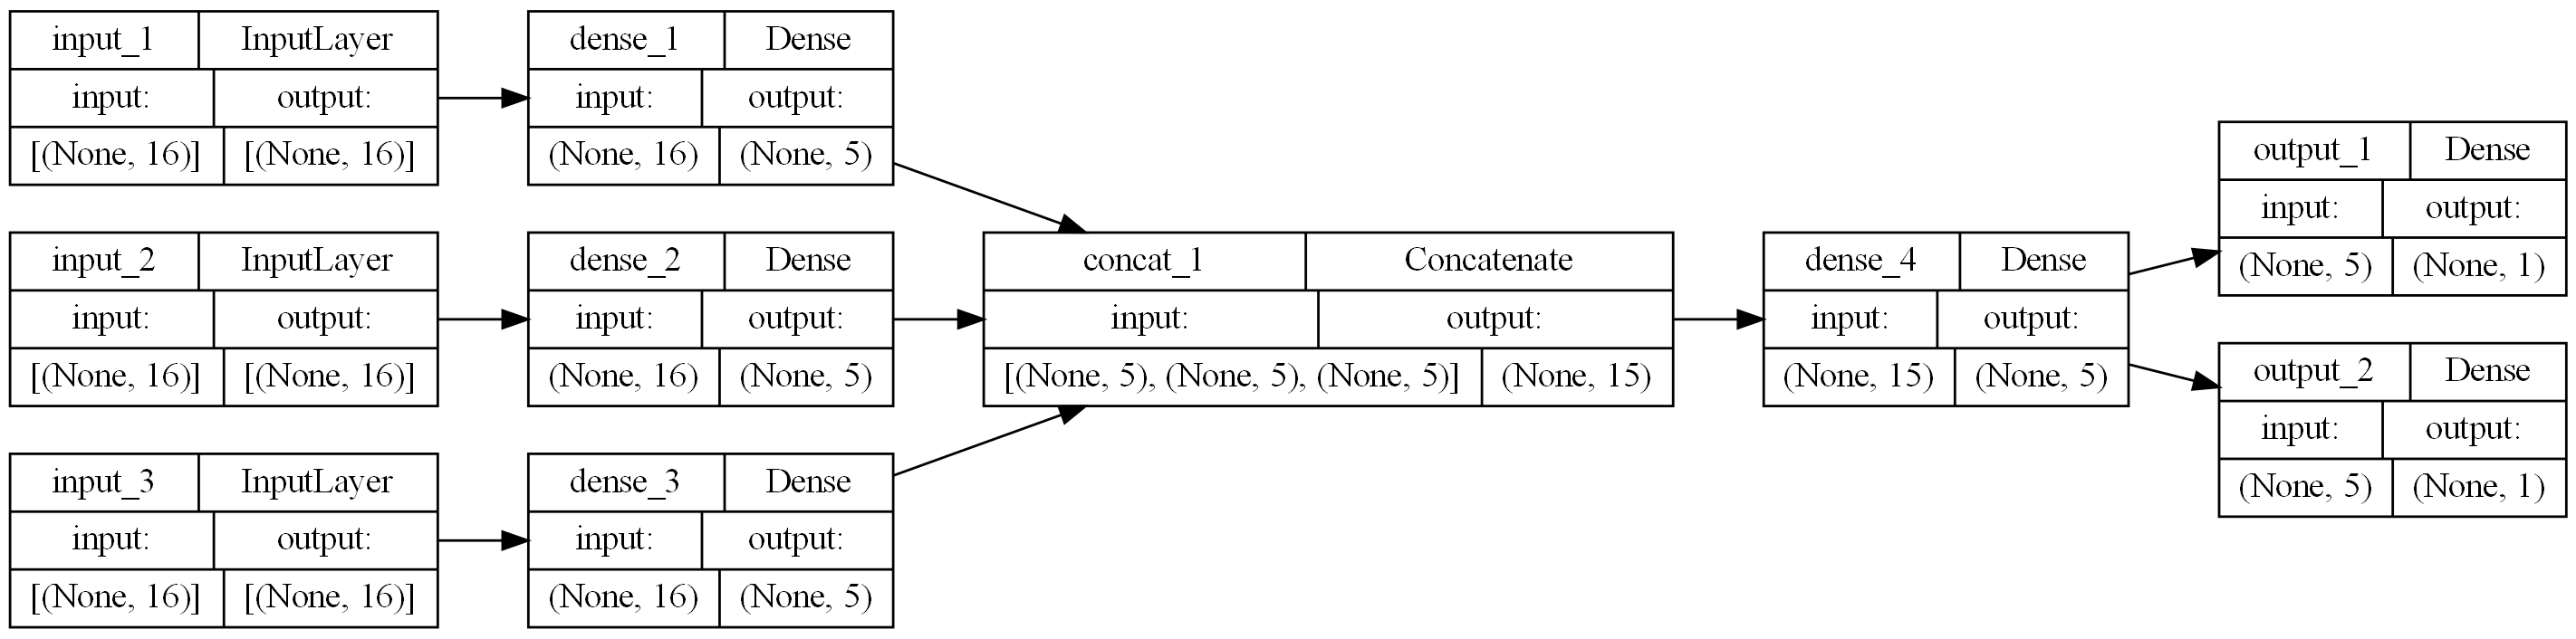 input_1 InputLayer
input: output:
[(None, 16)] [(None, 16)]
dense_1 Dense
input: output:
(None, 16) (None, 5)
input_2 InputLayer
input: output:
[(None, 16)] [(None, 16)]
dense_2 Dense
input: output:
(None, 16) (None, 5)
input_3 InputLayer
input: output:
[(None, 16)] [(None, 16)]
dense_3 Dense
input: output:
(None, 16) (None, 5)
concat_1 Concatenate
input: output:
[(None, 5), (None, 5), (None, 5)] (None, 15)
dense_4 Dense
input: output:
(None, 15) (None, 5)
output_1 Dense
input: output:
(None, 5) (None, 1)
output_2 Dense
input: output:
(None, 5) (None, 1)